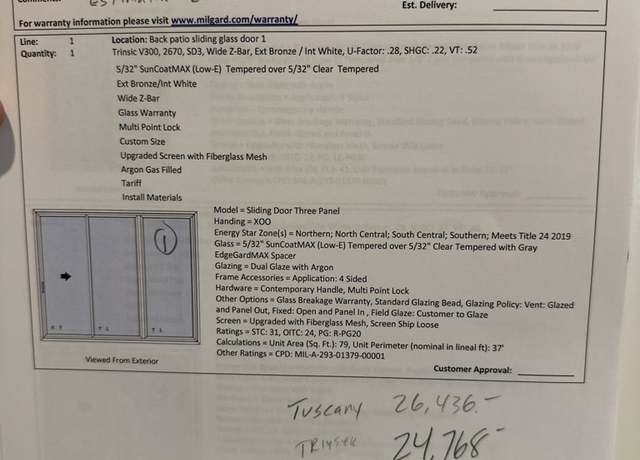 Est. Delivery:
For warranty information please visit www.milgard.com/warranty/
Line: 1 Location: Back patio sliding glass door 1
Quantity: 1 Trinsic V300, 2670, SD3, Wide Z-Bar, Ext Bronze / Int White, U-Factor: .28, SHGC: .22, VT: .52
5/32" SunCoatMAX (Low-E) Tempered over 5/32" Clear Tempered
Ext Bronze/Int White
Wide Z-Bar
Glass Warranty
Multi Point Lock
Custom Size
Upgraded Screen with Fiberglass Mesh
Argon Gas Filled
Tariff
Install Materials
1
Viewed From Exterior
Model = Sliding Door Three Panel
Handing = XOO
Energy Star Zone(s) = Northern; North Central; South Central; Southern; Meets Title 24 2019
Glass = 5/32" SunCoatMAX (Low-E) Tempered over 5/32" Clear Tempered with Gray
EdgeGardMAX Spacer
Glazing = Dual Glaze with Argon
Frame Accessories = Application: 4 Sided
Hardware = Contemporary Handle, Multi Point Lock
Other Options = Glass Breakage Warranty, Standard Glazing Bead, Glazing Policy: Vent: Glazed
and Panel Out, Fixed: Open and Panel In , Field Glaze: Customer to Glaze
Screen = Upgraded with Fiberglass Mesh, Screen Ship Loose
Ratings = STC: 31, OITC: 24, PG: R-PG20
Calculations = Unit Area (Sq. Ft.): 79, Unit Perimeter (nominal in lineal ft): 37'
Other Ratings = CPD: MIL-A-293-01379-00001
Customer Approval:
Tuscany 26,436.-
24,768-